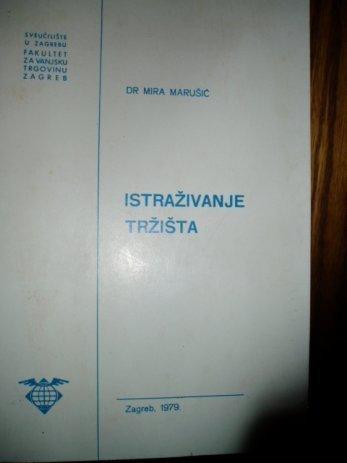 SVEUČILIŠTE
U ZAGREBU
FAKULTET
ZA VANJSKU
TRGOVINU
ZAGREB
DR MIRA MARUŠIĆ
ISTRAŽIVANJE
TRŽIŠTA
Zagreb, 1979.